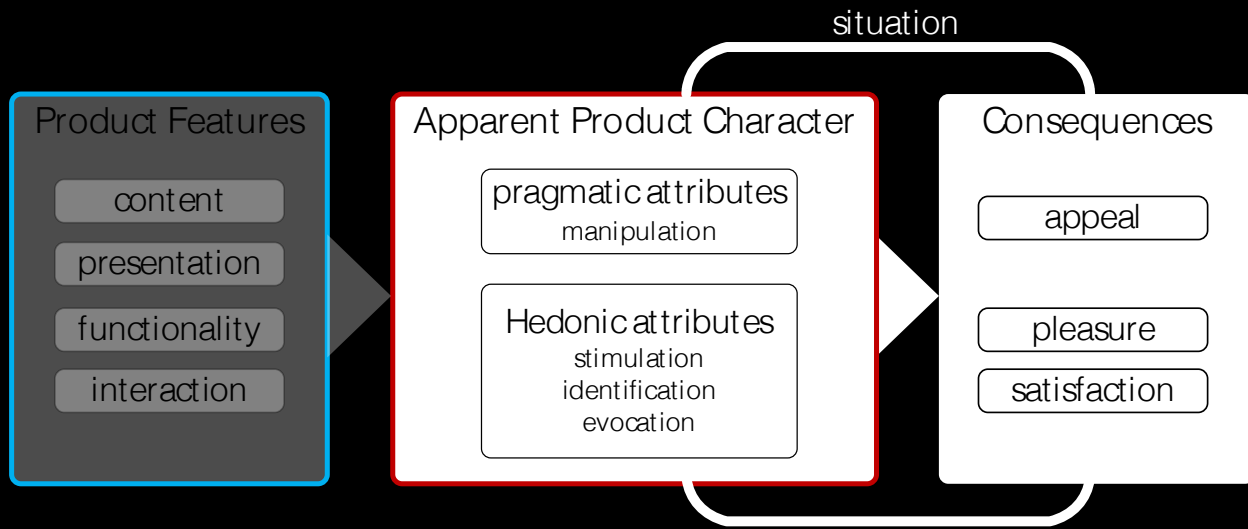 situation
Product Features
content
presentation
functionality
interaction
Apparent Product Character
pragmatic attributes
manipulation
Hedonic attributes
stimulation
identification
evocation
Consequences
appeal
pleasure
satisfaction